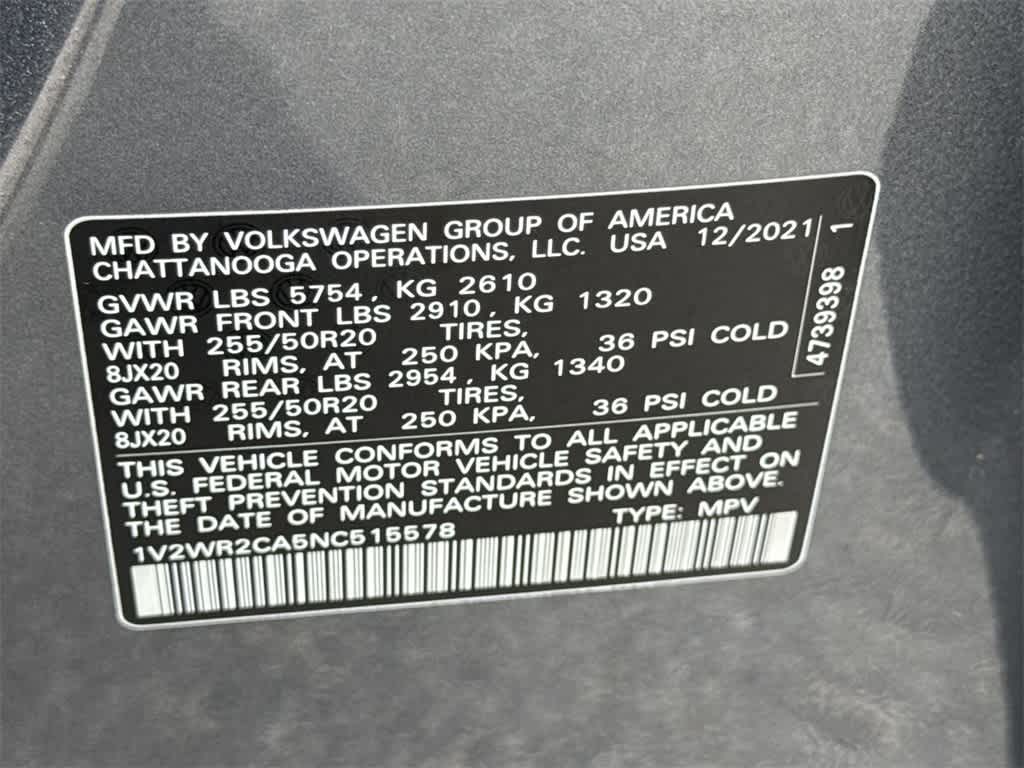 MFD BY VOLKSWAGEN GROUP OF AMERICA
CHATTANOOGA OPERATIONS, LLC. USA 12/2021
GVWR LBS 5754, KG 2610
GAWR FRONT LBS 2910, KG 1320
WITH 255/50R20 TIRES,
8JX20 RIMS, AT 250 KPA, 36 PSI COLD
GAWR REAR LBS 2954, KG 1340
WITH 255/50R20 TIRES,
8JX20 RIMS, AT 250 KPA, 36 PSI COLD
THIS VEHICLE CONFORMS TO ALL APPLICABLE
U.S. FEDERAL MOTOR VEHICLE SAFETY AND
THEFT PREVENTION STANDARDS IN EFFECT ON
THE DATE OF MANUFACTURE SHOWN ABOVE.
1V2WR2CA5NC515578 TYPE: MPV
4739398 1